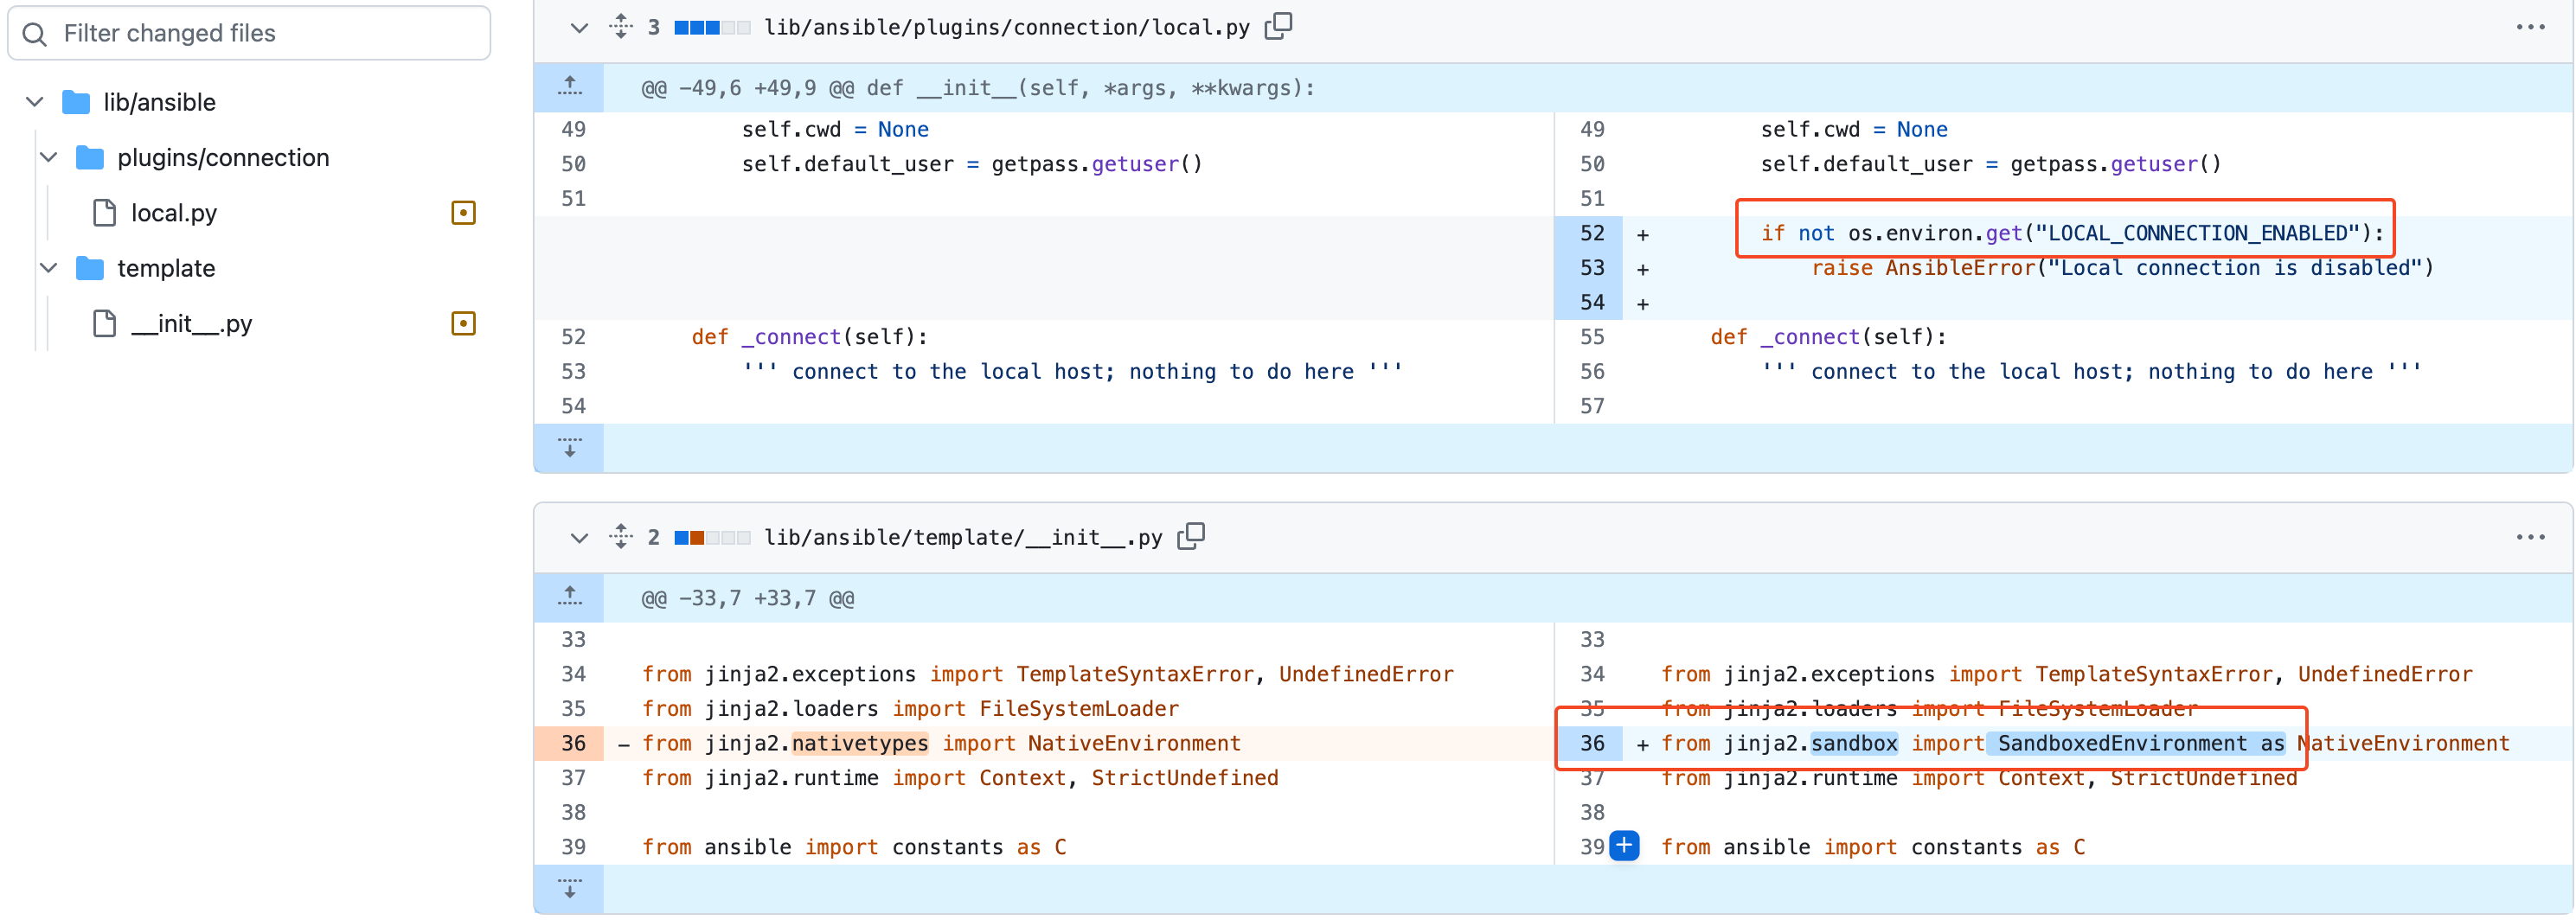 Filter changed files
lib/ansible
plugins/connection
local.py
template
__init__.py
3 lib/ansible/plugins/connection/local.py
@@ -49,6 +49,9 @@ def __init__(self, *args, **kwargs):
49 self.cwd = None
50 self.default_user = getpass.getuser()
51
52 def _connect(self):
53 ''' connect to the local host; nothing to do here '''
54
49 self.cwd = None
50 self.default_user = getpass.getuser()
51
52 + if not os.environ.get("LOCAL_CONNECTION_ENABLED"):
53 + raise AnsibleError("Local connection is disabled")
54 +
55 def _connect(self):
56 ''' connect to the local host; nothing to do here '''
57
2 lib/ansible/template/__init__.py
@@ -33,7 +33,7 @@
33
34 from jinja2.exceptions import TemplateSyntaxError, UndefinedError
35 from jinja2.loaders import FileSystemLoader
36 - from jinja2.nativetypes import NativeEnvironment
37 from jinja2.runtime import Context, StrictUndefined
38
39 from ansible import constants as C
33
34 from jinja2.exceptions import TemplateSyntaxError, UndefinedError
35 from jinja2.loaders import FileSystemLoader
36 + from jinja2.sandbox import SandboxedEnvironment as NativeEnvironment
37 from jinja2.runtime import Context, StrictUndefined
38
39 from ansible import constants as C